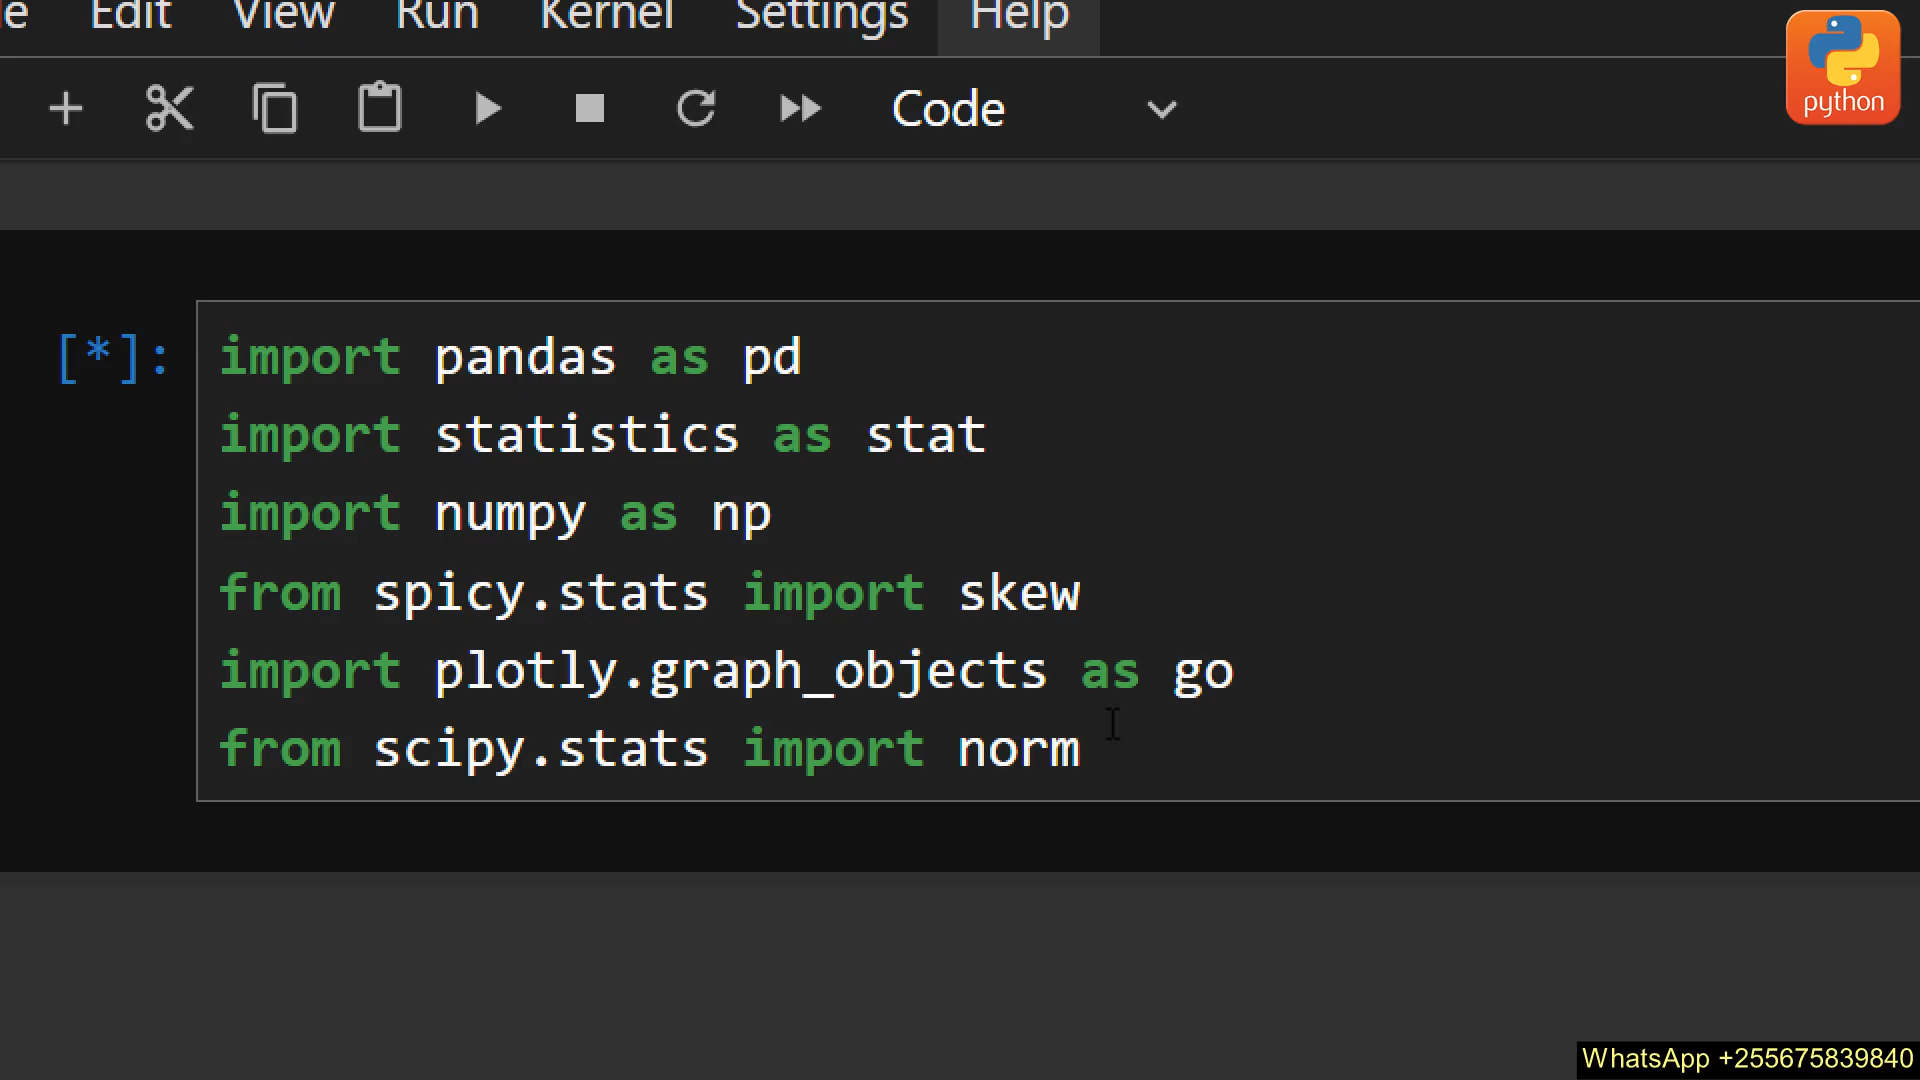 e Edit View Run Kernel Settings Help
python
Code
[*]:
import pandas as pd
import statistics as stat
import numpy as np
from spicy.stats import skew
import plotly.graph_objects as go
from scipy.stats import norm
WhatsApp +255675839840